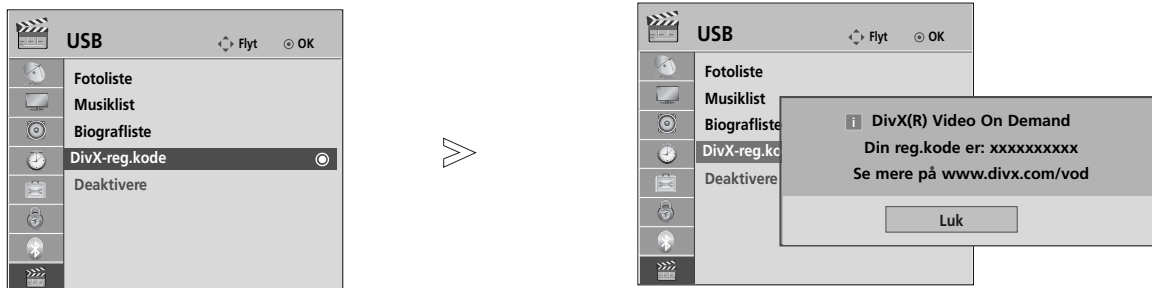 USB
Flyt
OK
Fotoliste
Musiklist
Biografliste
DivX-reg.kode
Deaktivere
USB
Flyt
OK
Fotoliste
Musiklist
Biografliste
DivX-reg.ko
Deaktivere
i DivX(R) Video On Demand
Din reg.kode er: xxxxxxxxxx
Se mere på www.divx.com/vod
Luk